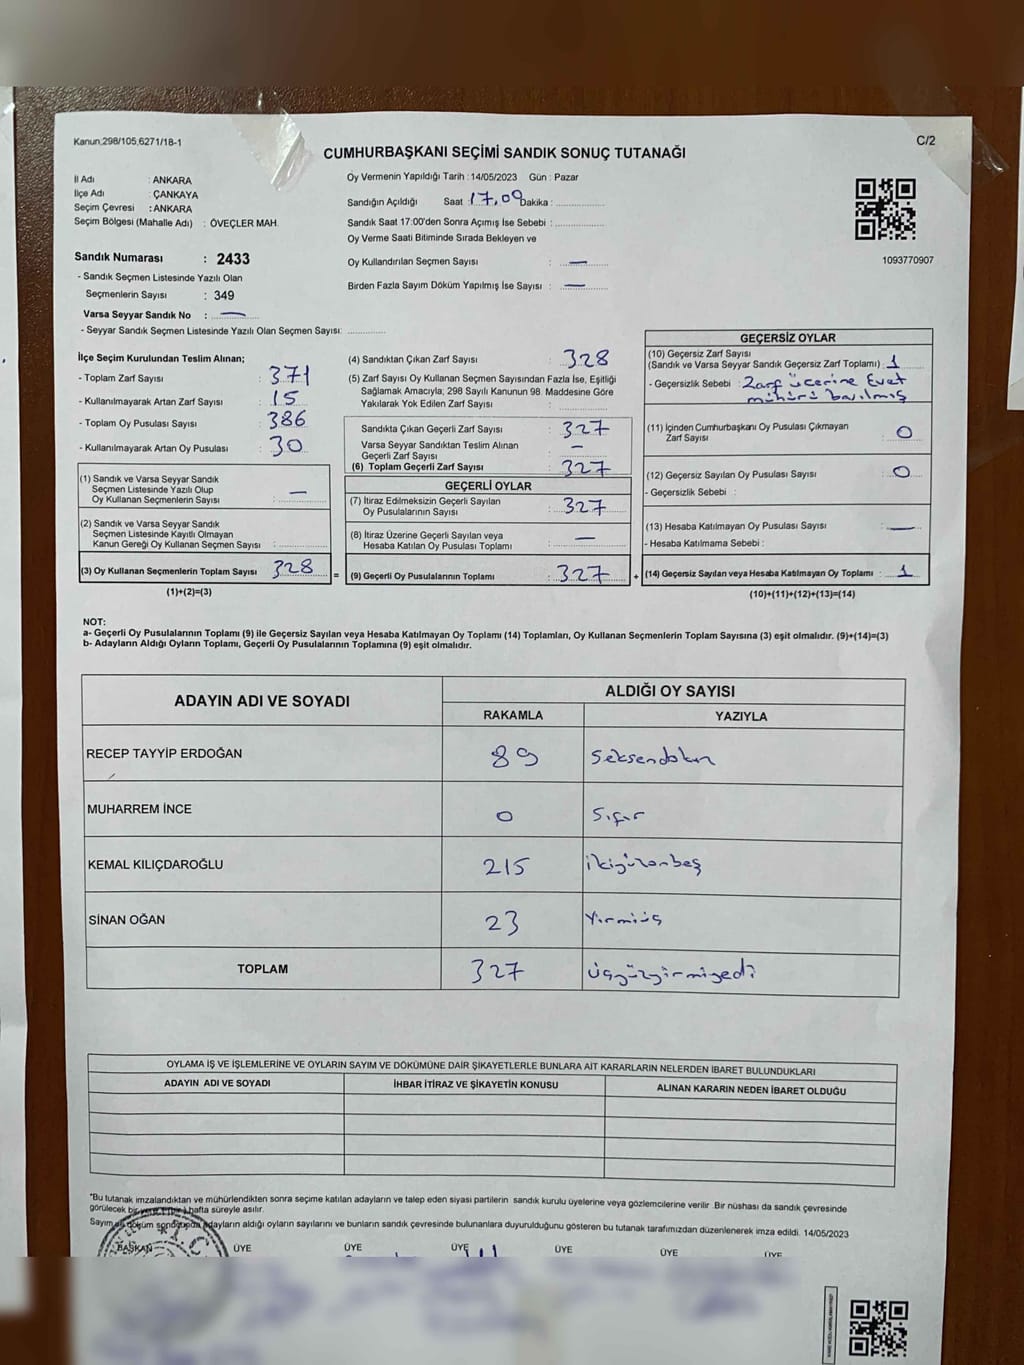 Kanun:298/105,6271/18-1
C/2
CUMHURBAŞKANI SEÇİMİ SANDIK SONUÇ TUTANAĞI
İl Adı : ANKARA
İlçe Adı : ÇANKAYA
Seçim Çevresi : ANKARA
Seçim Bölgesi (Mahalle Adı) : ÖVEÇLER MAH.
Oy Vermenin Yapıldığı Tarih : 14/05/2023 Gün : Pazar
Sandığın Açıldığı Saat 17,09 Dakika : ............
Sandık Saat 17:00'den Sonra Açımış İse Sebebi : ............
Oy Verme Saati Bitiminde Sırada Bekleyen ve
Oy Kullandırılan Seçmen Sayısı : —
Birden Fazla Sayım Döküm Yapılmış İse Sayısı : —
1093770907
Sandık Numarası : 2433
- Sandık Seçmen Listesinde Yazılı Olan
Seçmenlerin Sayısı : 349
Varsa Seyyar Sandık No : —
- Seyyar Sandık Seçmen Listesinde Yazılı Olan Seçmen Sayısı: ............
İlçe Seçim Kurulundan Teslim Alınan;
- Toplam Zarf Sayısı : 371
- Kullanılmayarak Artan Zarf Sayısı : 15
- Toplam Oy Pusulası Sayısı : 386
- Kullanılmayarak Artan Oy Pusulası : 30
(1) Sandık ve Varsa Seyyar Sandık
Seçmen Listesinde Yazılı Olup
Oy Kullanan Seçmenlerin Sayısı : —
(2) Sandık ve Varsa Seyyar Sandık
Seçmen Listesinde Kayıtlı Olmayan
Kanun Gereği Oy Kullanan Seçmen Sayısı : ............
(3) Oy Kullanan Seçmenlerin Toplam Sayısı 328
(1)+(2)=(3)
(4) Sandıktan Çıkan Zarf Sayısı : 328
(5) Zarf Sayısı Oy Kullanan Seçmen Sayısından Fazla İse, Eşitliği
Sağlamak Amacıyla; 298 Sayılı Kanunun 98. Maddesine Göre
Yakılarak Yok Edilen Zarf Sayısı : ............
Sandıkta Çıkan Geçerli Zarf Sayısı : 327
Varsa Seyyar Sandıktan Teslim Alınan
Geçerli Zarf Sayısı : —
(6) Toplam Geçerli Zarf Sayısı : 327
GEÇERLİ OYLAR
(7) İtiraz Edilmeksizin Geçerli Sayılan
Oy Pusulalarının Sayısı : 327
(8) İtiraz Üzerine Geçerli Sayılan veya
Hesaba Katılan Oy Pusulası Toplamı : —
= (9) Geçerli Oy Pusulalarının Toplamı : 327 +
GEÇERSİZ OYLAR
(10) Geçersiz Zarf Sayısı
(Sandık ve Varsa Seyyar Sandık Geçersiz Zarf Toplamı) : 1
- Geçersizlik Sebebi : Zarf üzerine Evet
mühürü basılmış
(11) İçinden Cumhurbaşkanı Oy Pusulası Çıkmayan
Zarf Sayısı : 0
(12) Geçersiz Sayılan Oy Pusulası Sayısı : 0
- Geçersizlik Sebebi :
(13) Hesaba Katılmayan Oy Pusulası Sayısı : —
- Hesaba Katılmama Sebebi :
(14) Geçersiz Sayılan veya Hesaba Katılmayan Oy Toplamı : 1
(10)+(11)+(12)+(13)=(14)
NOT:
a- Geçerli Oy Pusulalarının Toplamı (9) ile Geçersiz Sayılan veya Hesaba Katılmayan Oy Toplamı (14) Toplamları, Oy Kullanan Seçmenlerin Toplam Sayısına (3) eşit olmalıdır. (9)+(14)=(3)
b- Adayların Aldığı Oyların Toplamı, Geçerli Oy Pusulalarının Toplamına (9) eşit olmalıdır.
ADAYIN ADI VE SOYADI
ALDIĞI OY SAYISI
RAKAMLA YAZIYLA
RECEP TAYYİP ERDOĞAN 89 Seksendokuz
MUHARREM İNCE 0 Sıfır
KEMAL KILIÇDAROĞLU 215 ikiyüzonbeş
SİNAN OĞAN 23 Yirmiüç
TOPLAM 327 üçyüzyirmiyedi
OYLAMA İŞ VE İŞLEMLERİNE VE OYLARIN SAYIM VE DÖKÜMÜNE DAİR ŞİKAYETLERLE BUNLARA AİT KARARLARIN NELERDEN İBARET BULUNDUKLARI
ADAYIN ADI VE SOYADI İHBAR İTİRAZ VE ŞİKAYETİN KONUSU ALINAN KARARIN NEDEN İBARET OLDUĞU
*Bu tutanak imzalandıktan ve mühürlendikten sonra seçime katılan adayların ve talep eden siyasi partilerin sandık kurulu üyelerine veya gözlemcilerine verilir. Bir nüshası da sandık çevresinde
görülecek bir yere (bir) hafta süreyle asılır.
Sayım ve döküm sonucunda adayların aldığı oyların sayılarını ve bunların sandık çevresinde bulunanlara duyurulduğunu gösteren bu tutanak tarafımızdan düzenlenerek imza edildi. 14/05/2023
BAŞKAN ÜYE ÜYE ÜYE ÜYE ÜYE ÜYE